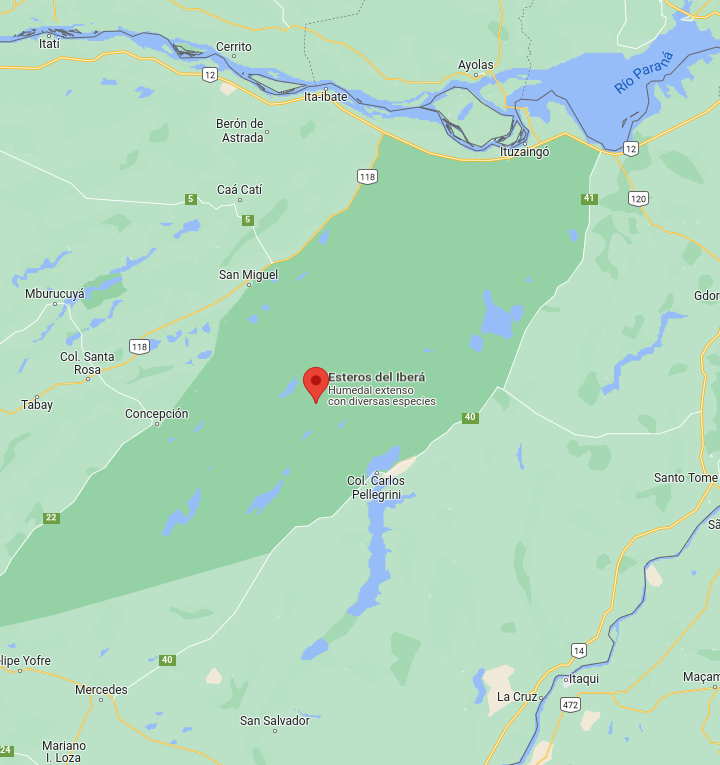 Itatí
Cerrito
Ayolas
Río Paraná
12
Ita-Ibate
Berón de
Astrada
Ituzaingó
12
118
5
Caá Catí
41
120
5
San Miguel
Mburucuyá
Gdor
118
Col. Santa
Rosa
Esteros del Iberá
Humedal extenso
con diversas especies
Tabay
Concepción
40
Col. Carlos
Pellegrini
Santo Tome
22
Sã
14
40
elipe Yofre
Itaqui
Maçam
Mercedes
La Cruz
472
San Salvador
24
Mariano
I. Loza